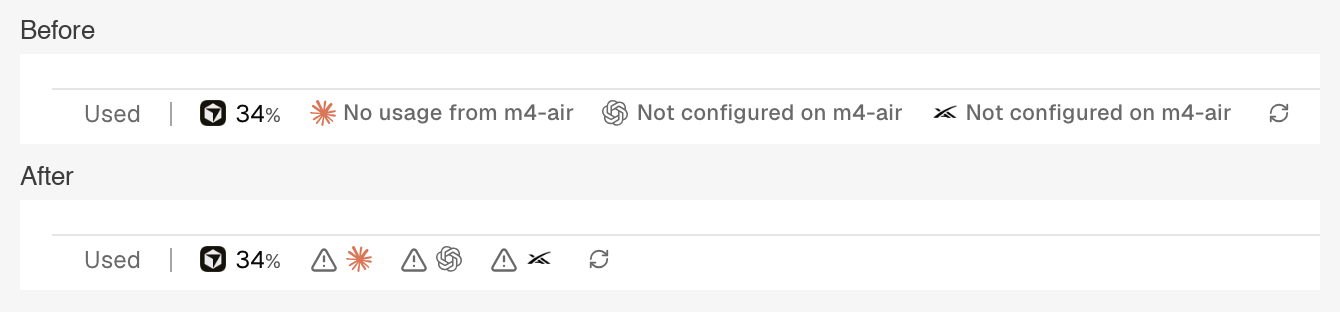 Before
Used | 34% No usage from m4-air Not configured on m4-air Not configured on m4-air
After
Used | 34%